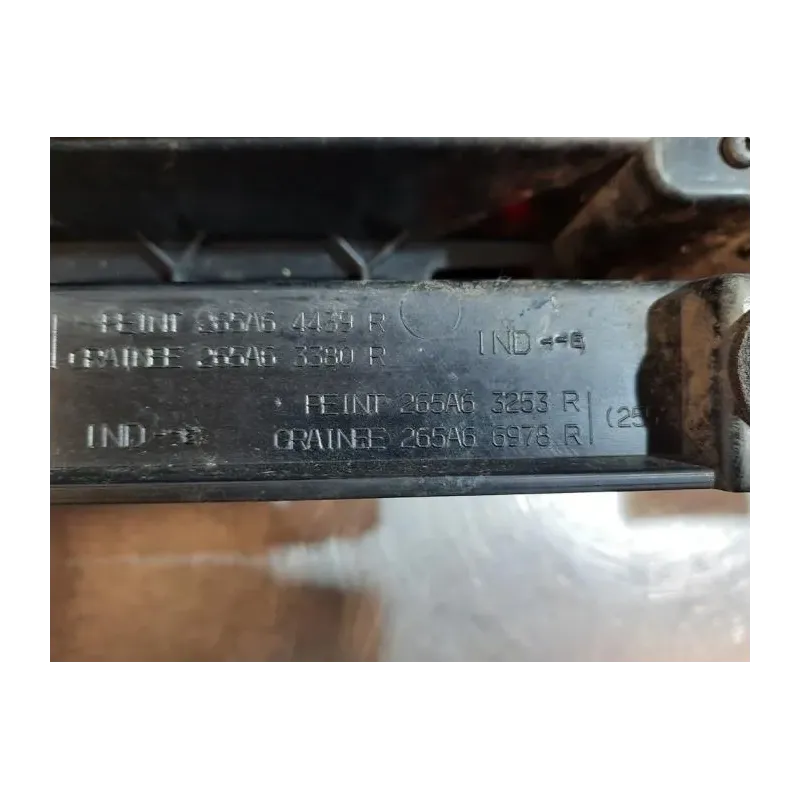 PEINT 265A6 4439 R
GRAINEE 265A6 3380 R
IND
PEINT 265A6 3253 R
GRAINEE 265A6 6978 R
IND